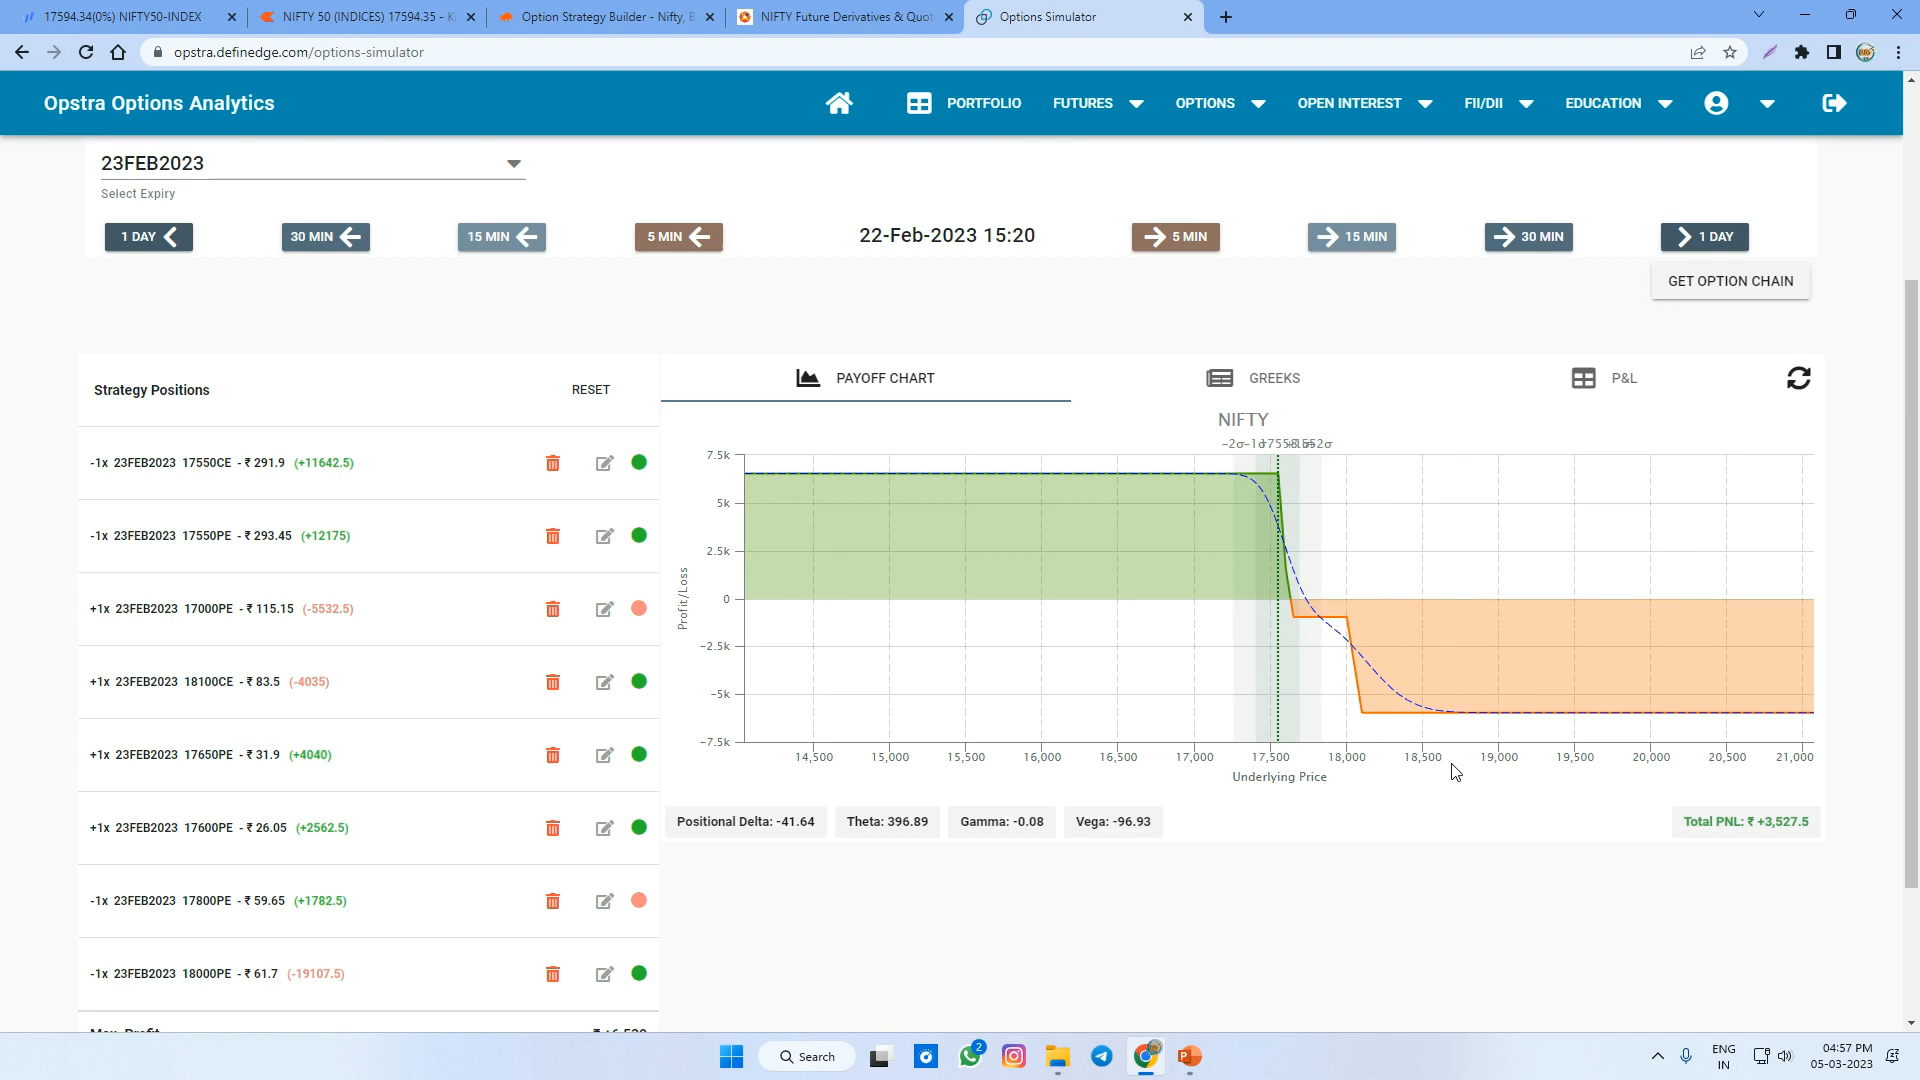 17594.34(0%) NIFTY50-INDEX
NIFTY 50 (INDICES) 17594.35 - Ki
Option Strategy Builder - Nifty, B
NIFTY Future Derivatives & Quot
Options Simulator
opstra.definedge.com/options-simulator
Opstra Options Analytics
PORTFOLIO
FUTURES
OPTIONS
OPEN INTEREST
FII/DII
EDUCATION
23FEB2023
Select Expiry
1 DAY
30 MIN
15 MIN
5 MIN
22-Feb-2023 15:20
5 MIN
15 MIN
30 MIN
1 DAY
GET OPTION CHAIN
Strategy Positions
RESET
PAYOFF CHART
GREEKS
P&L
-1x 23FEB2023 17550CE - ₹ 291.9 (+11642.5)
-1x 23FEB2023 17550PE - ₹ 293.45 (+12175)
+1x 23FEB2023 17000PE - ₹ 115.15 (-5532.5)
+1x 23FEB2023 18100CE - ₹ 83.5 (-4035)
+1x 23FEB2023 17650PE - ₹ 31.9 (+4040)
+1x 23FEB2023 17600PE - ₹ 26.05 (+2562.5)
-1x 23FEB2023 17800PE - ₹ 59.65 (+1782.5)
-1x 23FEB2023 18000PE - ₹ 61.7 (-19107.5)
NIFTY
-2σ
7.5k
5k
2.5k
0
-2.5k
-5k
-7.5k
Profit/Loss
14,500
15,000
15,500
16,000
16,500
17,000
17,500
18,000
18,500
19,000
19,500
20,000
20,500
21,000
Underlying Price
Positional Delta: -41.64
Theta: 396.89
Gamma: -0.08
Vega: -96.93
Total PNL: ₹ +3,527.5
Search
2
ENG
IN
04:57 PM
05-03-2023